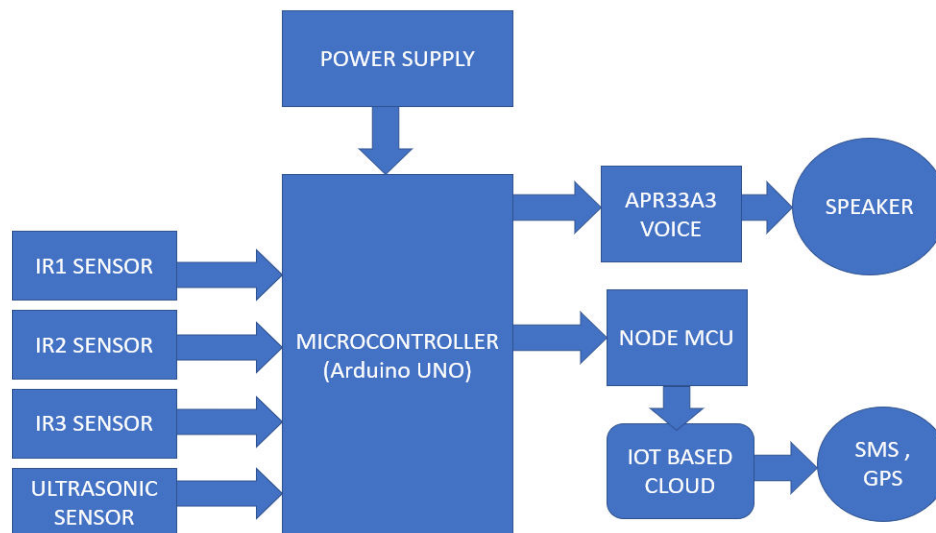 POWER SUPPLY
APR33A3
VOICE
SPEAKER
IR1 SENSOR
IR2 SENSOR
IR3 SENSOR
ULTRASONIC
SENSOR
MICROCONTROLLER
(Arduino UNO)
NODE MCU
IOT BASED
CLOUD
SMS ,
GPS